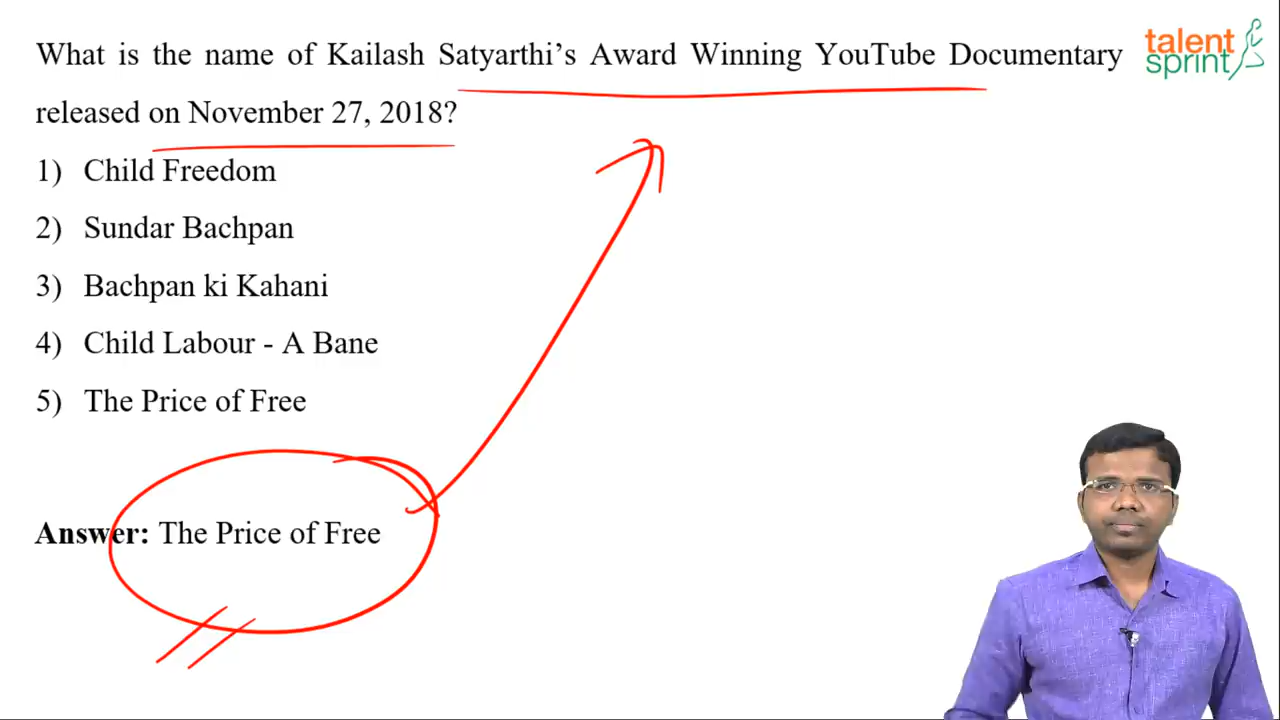 What is the name of Kailash Satyarthi's Award Winning YouTube Documentary
released on November 27, 2018?
1) Child Freedom
2) Sundar Bachpan
3) Bachpan ki Kahani
4) Child Labour - A Bane
5) The Price of Free
Answer: The Price of Free
talent
sprint